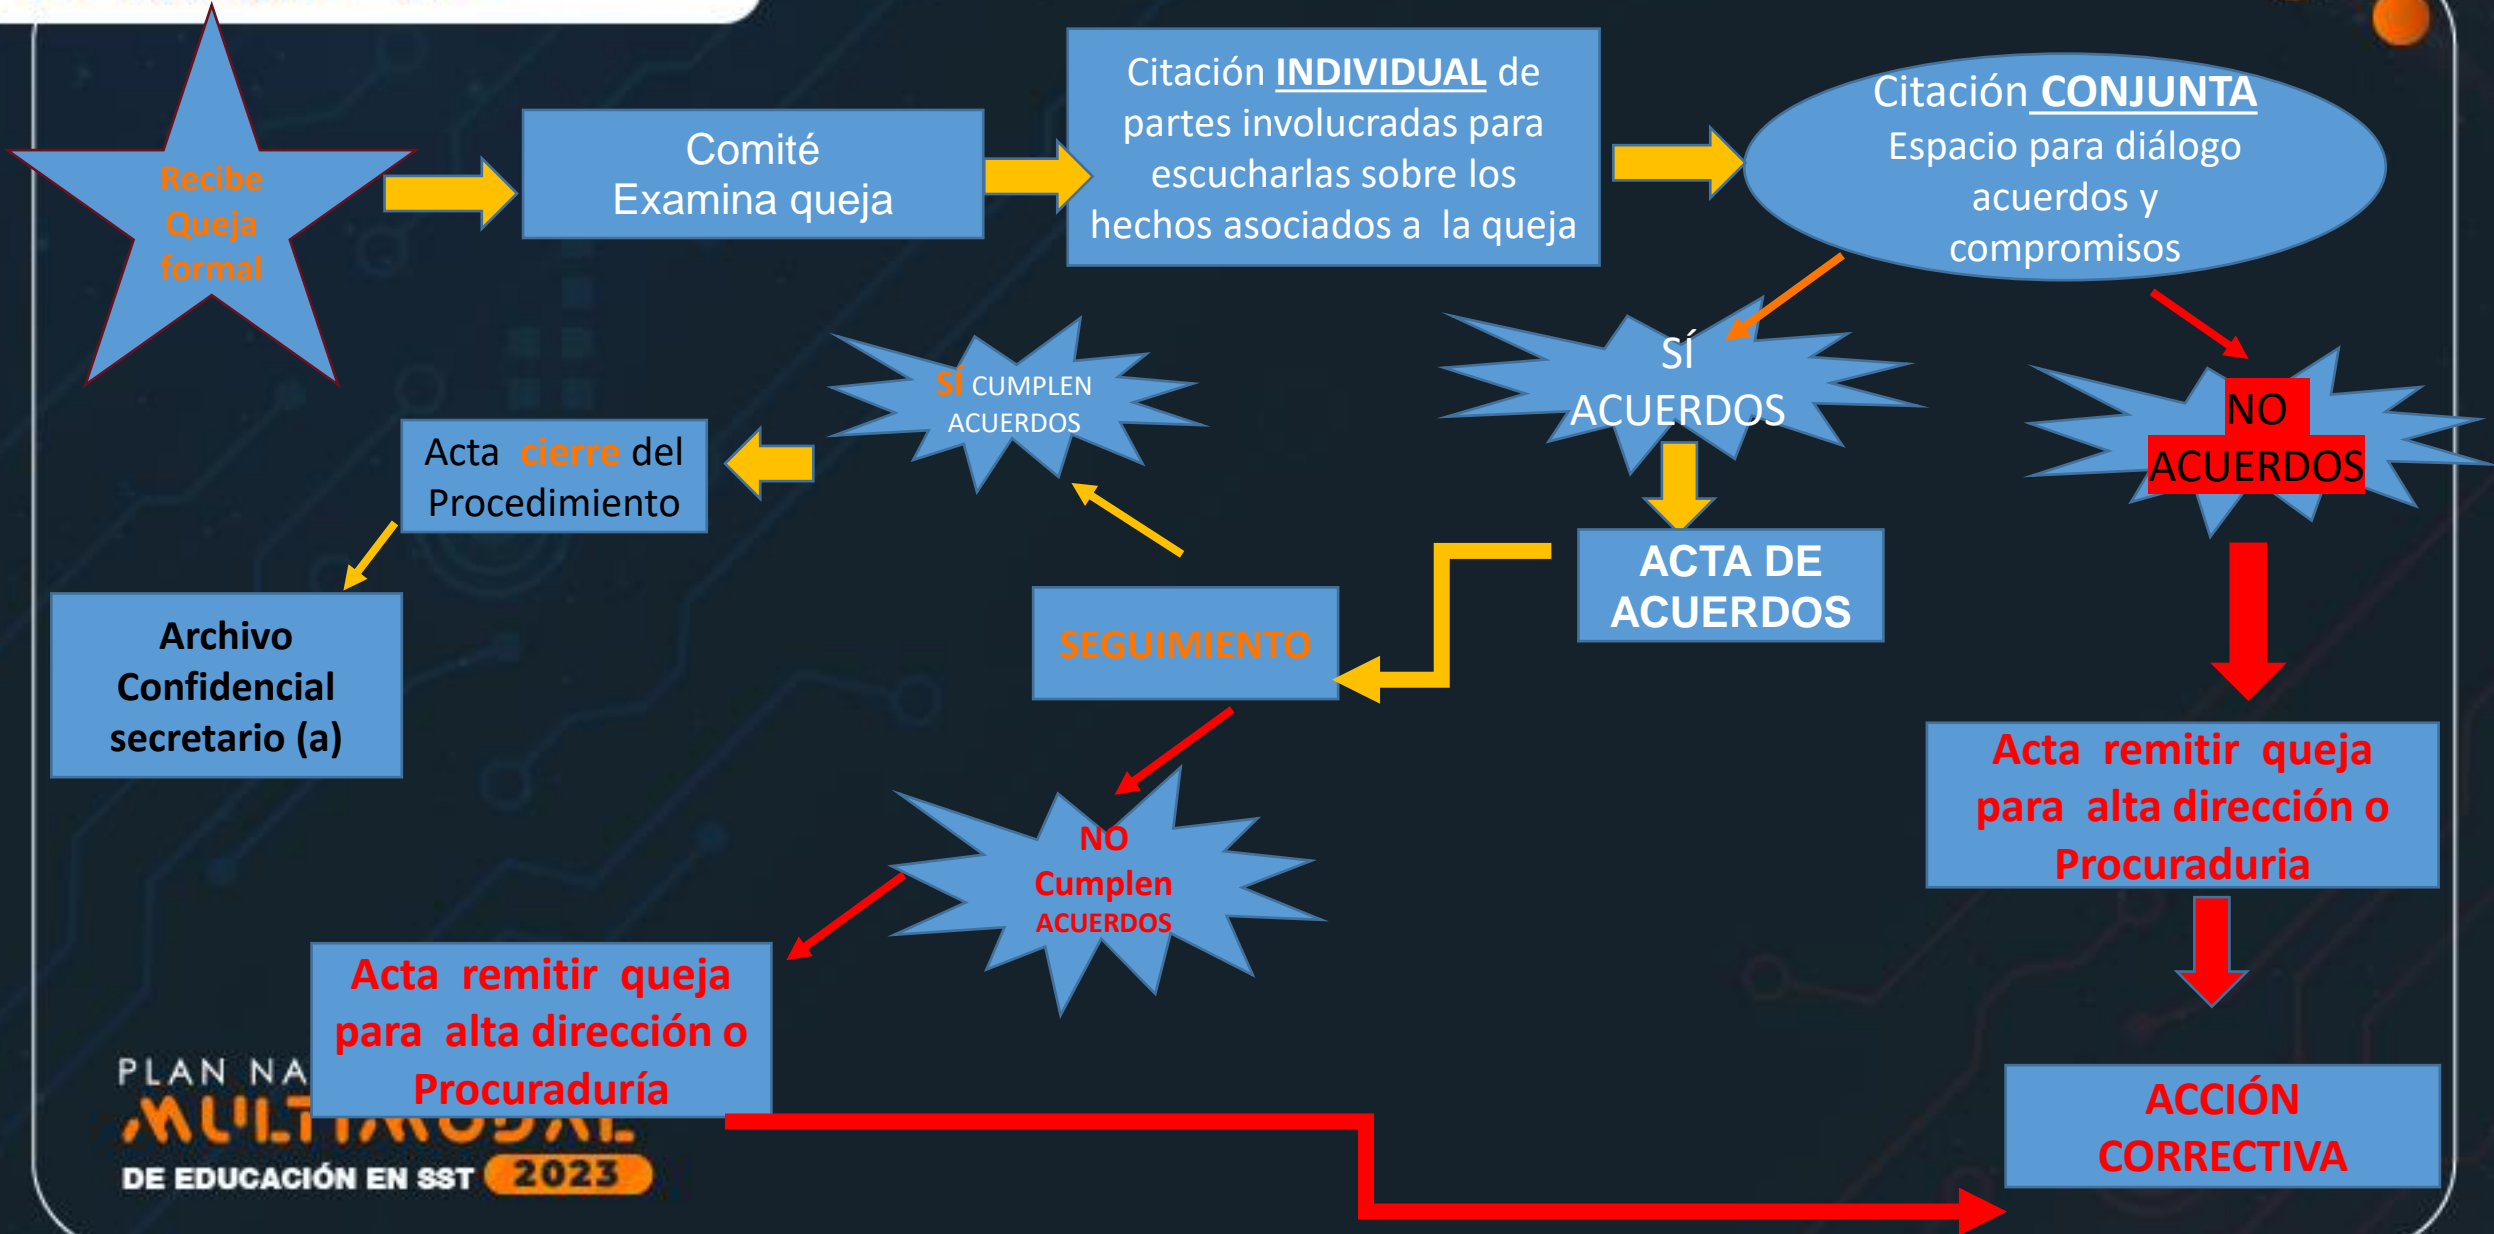 Recibe
Queja
formal
Comité
Examina queja
Citación INDIVIDUAL de
partes involucradas para
escucharlas sobre los
hechos asociados a la queja
Citación CONJUNTA
Espacio para diálogo
acuerdos y
compromisos
SÍ
ACUERDOS
NO
ACUERDOS
SÍ CUMPLEN
ACUERDOS
Acta cierre del
Procedimiento
ACTA DE
ACUERDOS
SEGUIMIENTO
Archivo
Confidencial
secretario (a)
Acta remitir queja
para alta dirección o
Procuraduria
NO
Cumplen
ACUERDOS
Acta remitir queja
para alta dirección o
Procuraduría
ACCIÓN
CORRECTIVA
PLAN NA
MULTIMODAL
DE EDUCACIÓN EN SST 2023